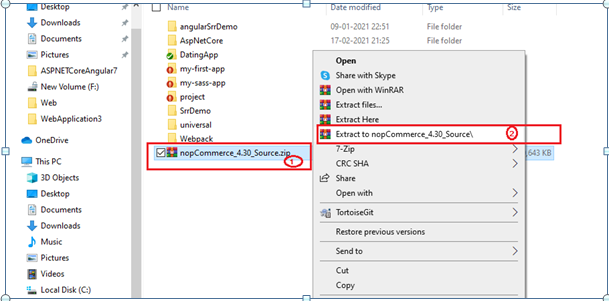 Downloads
Documents
Pictures
ASPNETCoreAngular7
New Volume (F:)
Web
WebApplication3
OneDrive
This PC
3D Objects
Desktop
Documents
Downloads
Music
Pictures
Videos
Local Disk (C:)
Name
Date modified
Type
Size
angularSrrDemo
09-01-2021 21:41
File folder
AspNetCore
17-02-2021 21:25
File folder
DatingApp
my-first-app
my-sass-app
project
SrrDemo
universal
Webpack
nopCommerce_4.30_Source.zip
1
,643 KB
Open
Share with Skype
Open with WinRAR
Extract files...
Extract Here
Extract to nopCommerce_4.30_Source\
2
7-Zip
CRC SHA
Share
Open with
TortoiseGit
Restore previous versions
Send to
Cut
Copy